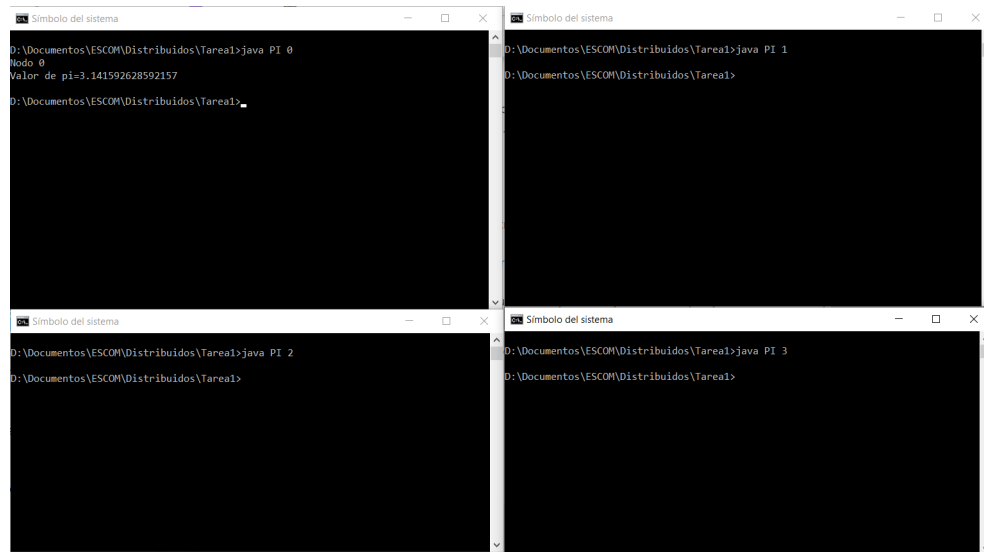 Símbolo del sistema
D:\Documentos\ESCOM\Distribuidos\Tarea1>java PI 0
Nodo 0
Valor de pi=3.141592628592157
D:\Documentos\ESCOM\Distribuidos\Tarea1>
Símbolo del sistema
D:\Documentos\ESCOM\Distribuidos\Tarea1>java PI 1
D:\Documentos\ESCOM\Distribuidos\Tarea1>
Símbolo del sistema
D:\Documentos\ESCOM\Distribuidos\Tarea1>java PI 2
D:\Documentos\ESCOM\Distribuidos\Tarea1>
Símbolo del sistema
D:\Documentos\ESCOM\Distribuidos\Tarea1>java PI 3
D:\Documentos\ESCOM\Distribuidos\Tarea1>